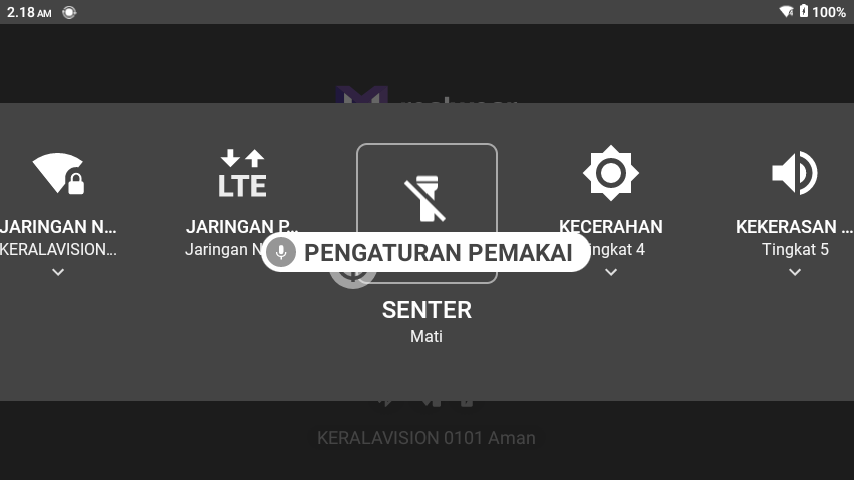 2.18 AM
100%
JARINGAN N...
KERALAVISION...
JARINGAN P...
Jaringan N
KECERAHAN
ingkat 4
KEKERASAN ...
Tingkat 5
PENGATURAN PEMAKAI
SENTER
Mati
KERALAVISION 0101 Aman
LTE